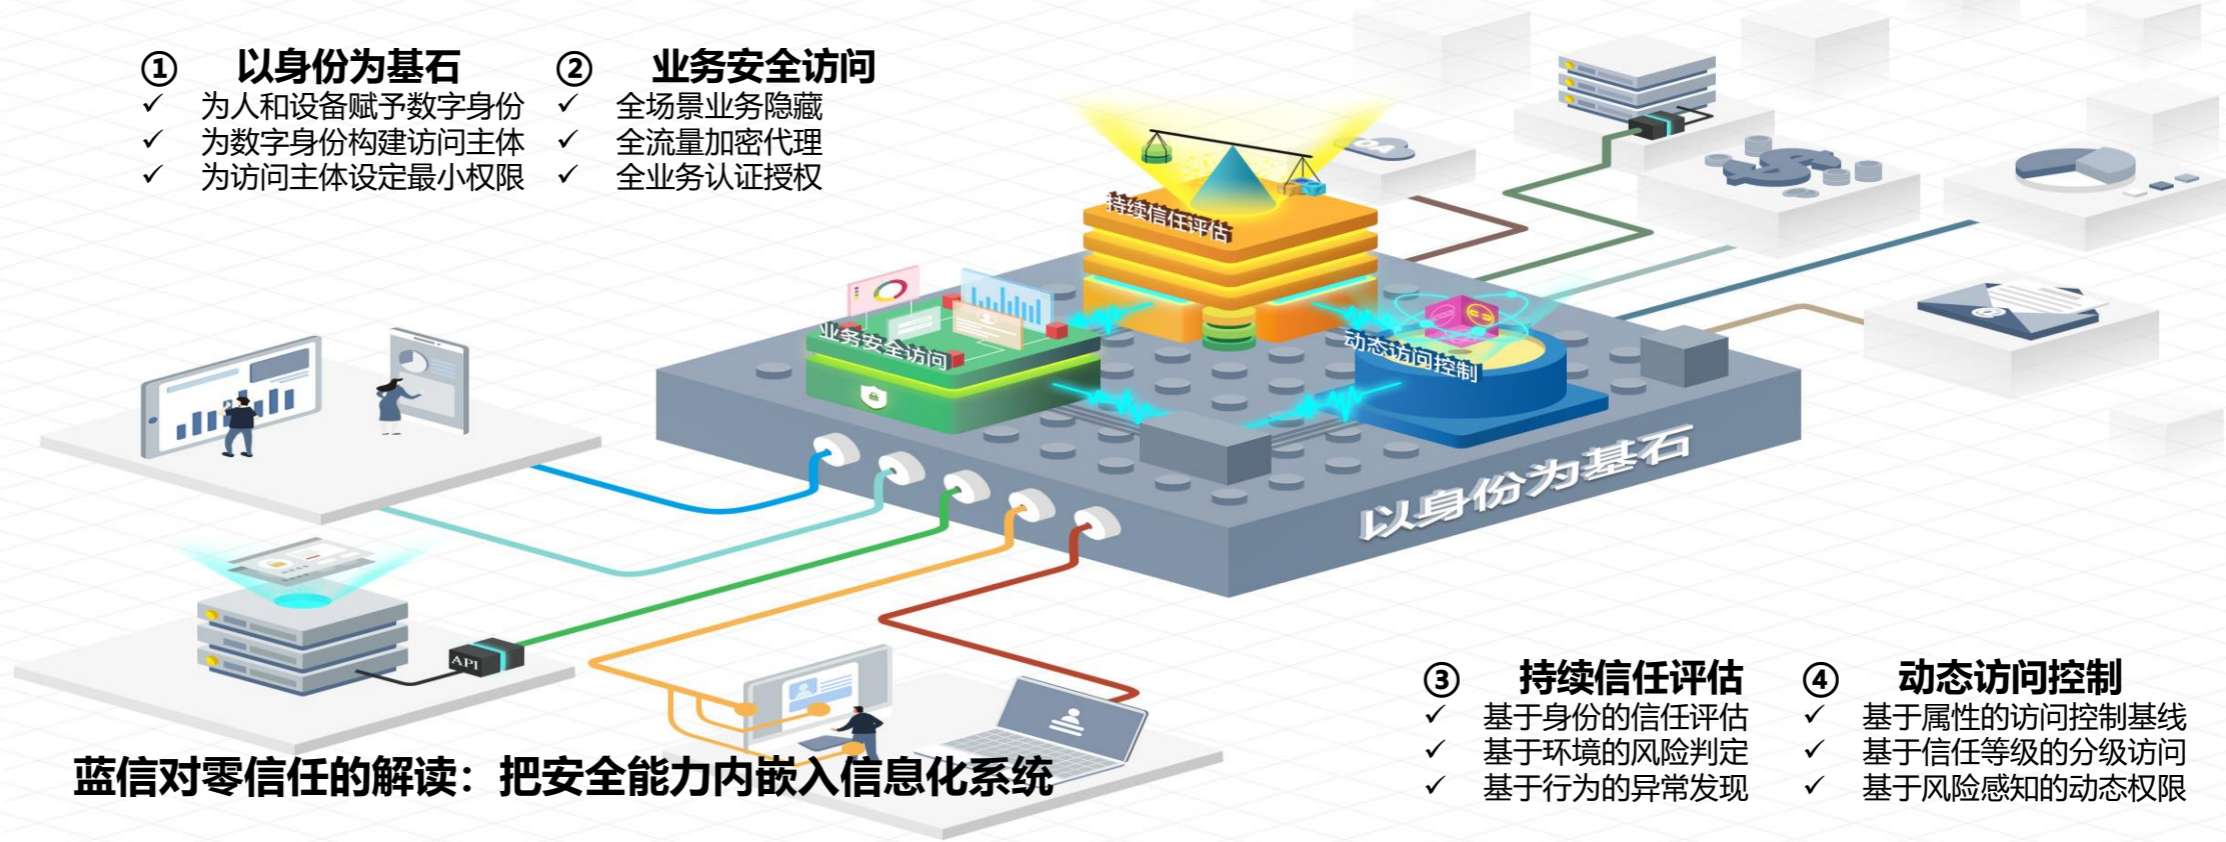 ① 以身份为基石
✓ 为人和设备赋予数字身份
✓ 为数字身份构建访问主体
✓ 为访问主体设定最小权限
② 业务安全访问
✓ 全场景业务隐藏
✓ 全流量加密代理
✓ 全业务认证授权
OA
持续信任评估
业务安全访问
动态访问控制
以身份为基石
@
API
③ 持续信任评估
✓ 基于身份的信任评估
✓ 基于环境的风险判定
✓ 基于行为的异常发现
④ 动态访问控制
✓ 基于属性的访问控制基线
✓ 基于信任等级的分级访问
✓ 基于风险感知的动态权限
蓝信对零信任的解读：把安全能力内嵌入信息化系统